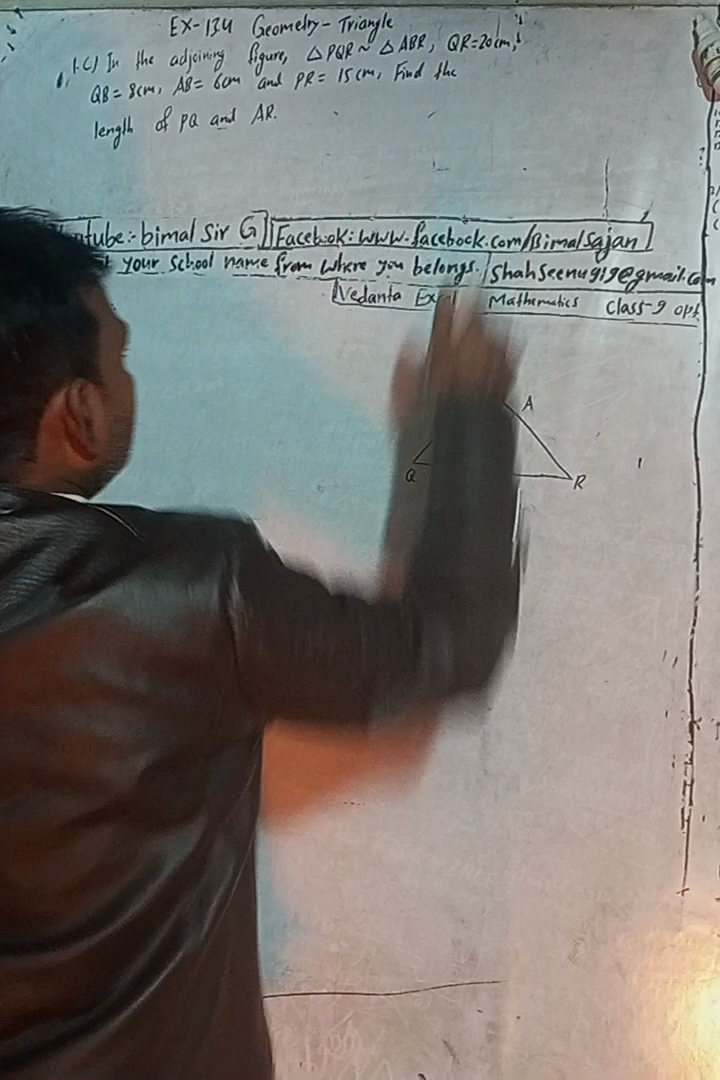 EX-13.4 Geometry - Triangle
1.C) In the adjoining figure, △PQR ~ △ABR, QR=20cm,
QB = 8cm, AB = 6cm and PR = 15cm, Find the
length of PQ and AR.
bimal Sir G Facebook: www.facebook.com/Bimalsajan
your School name from where you belongs. shahseenu919@gmail.com
Vedanta Mathematics Class-9 opt
A
Q
R